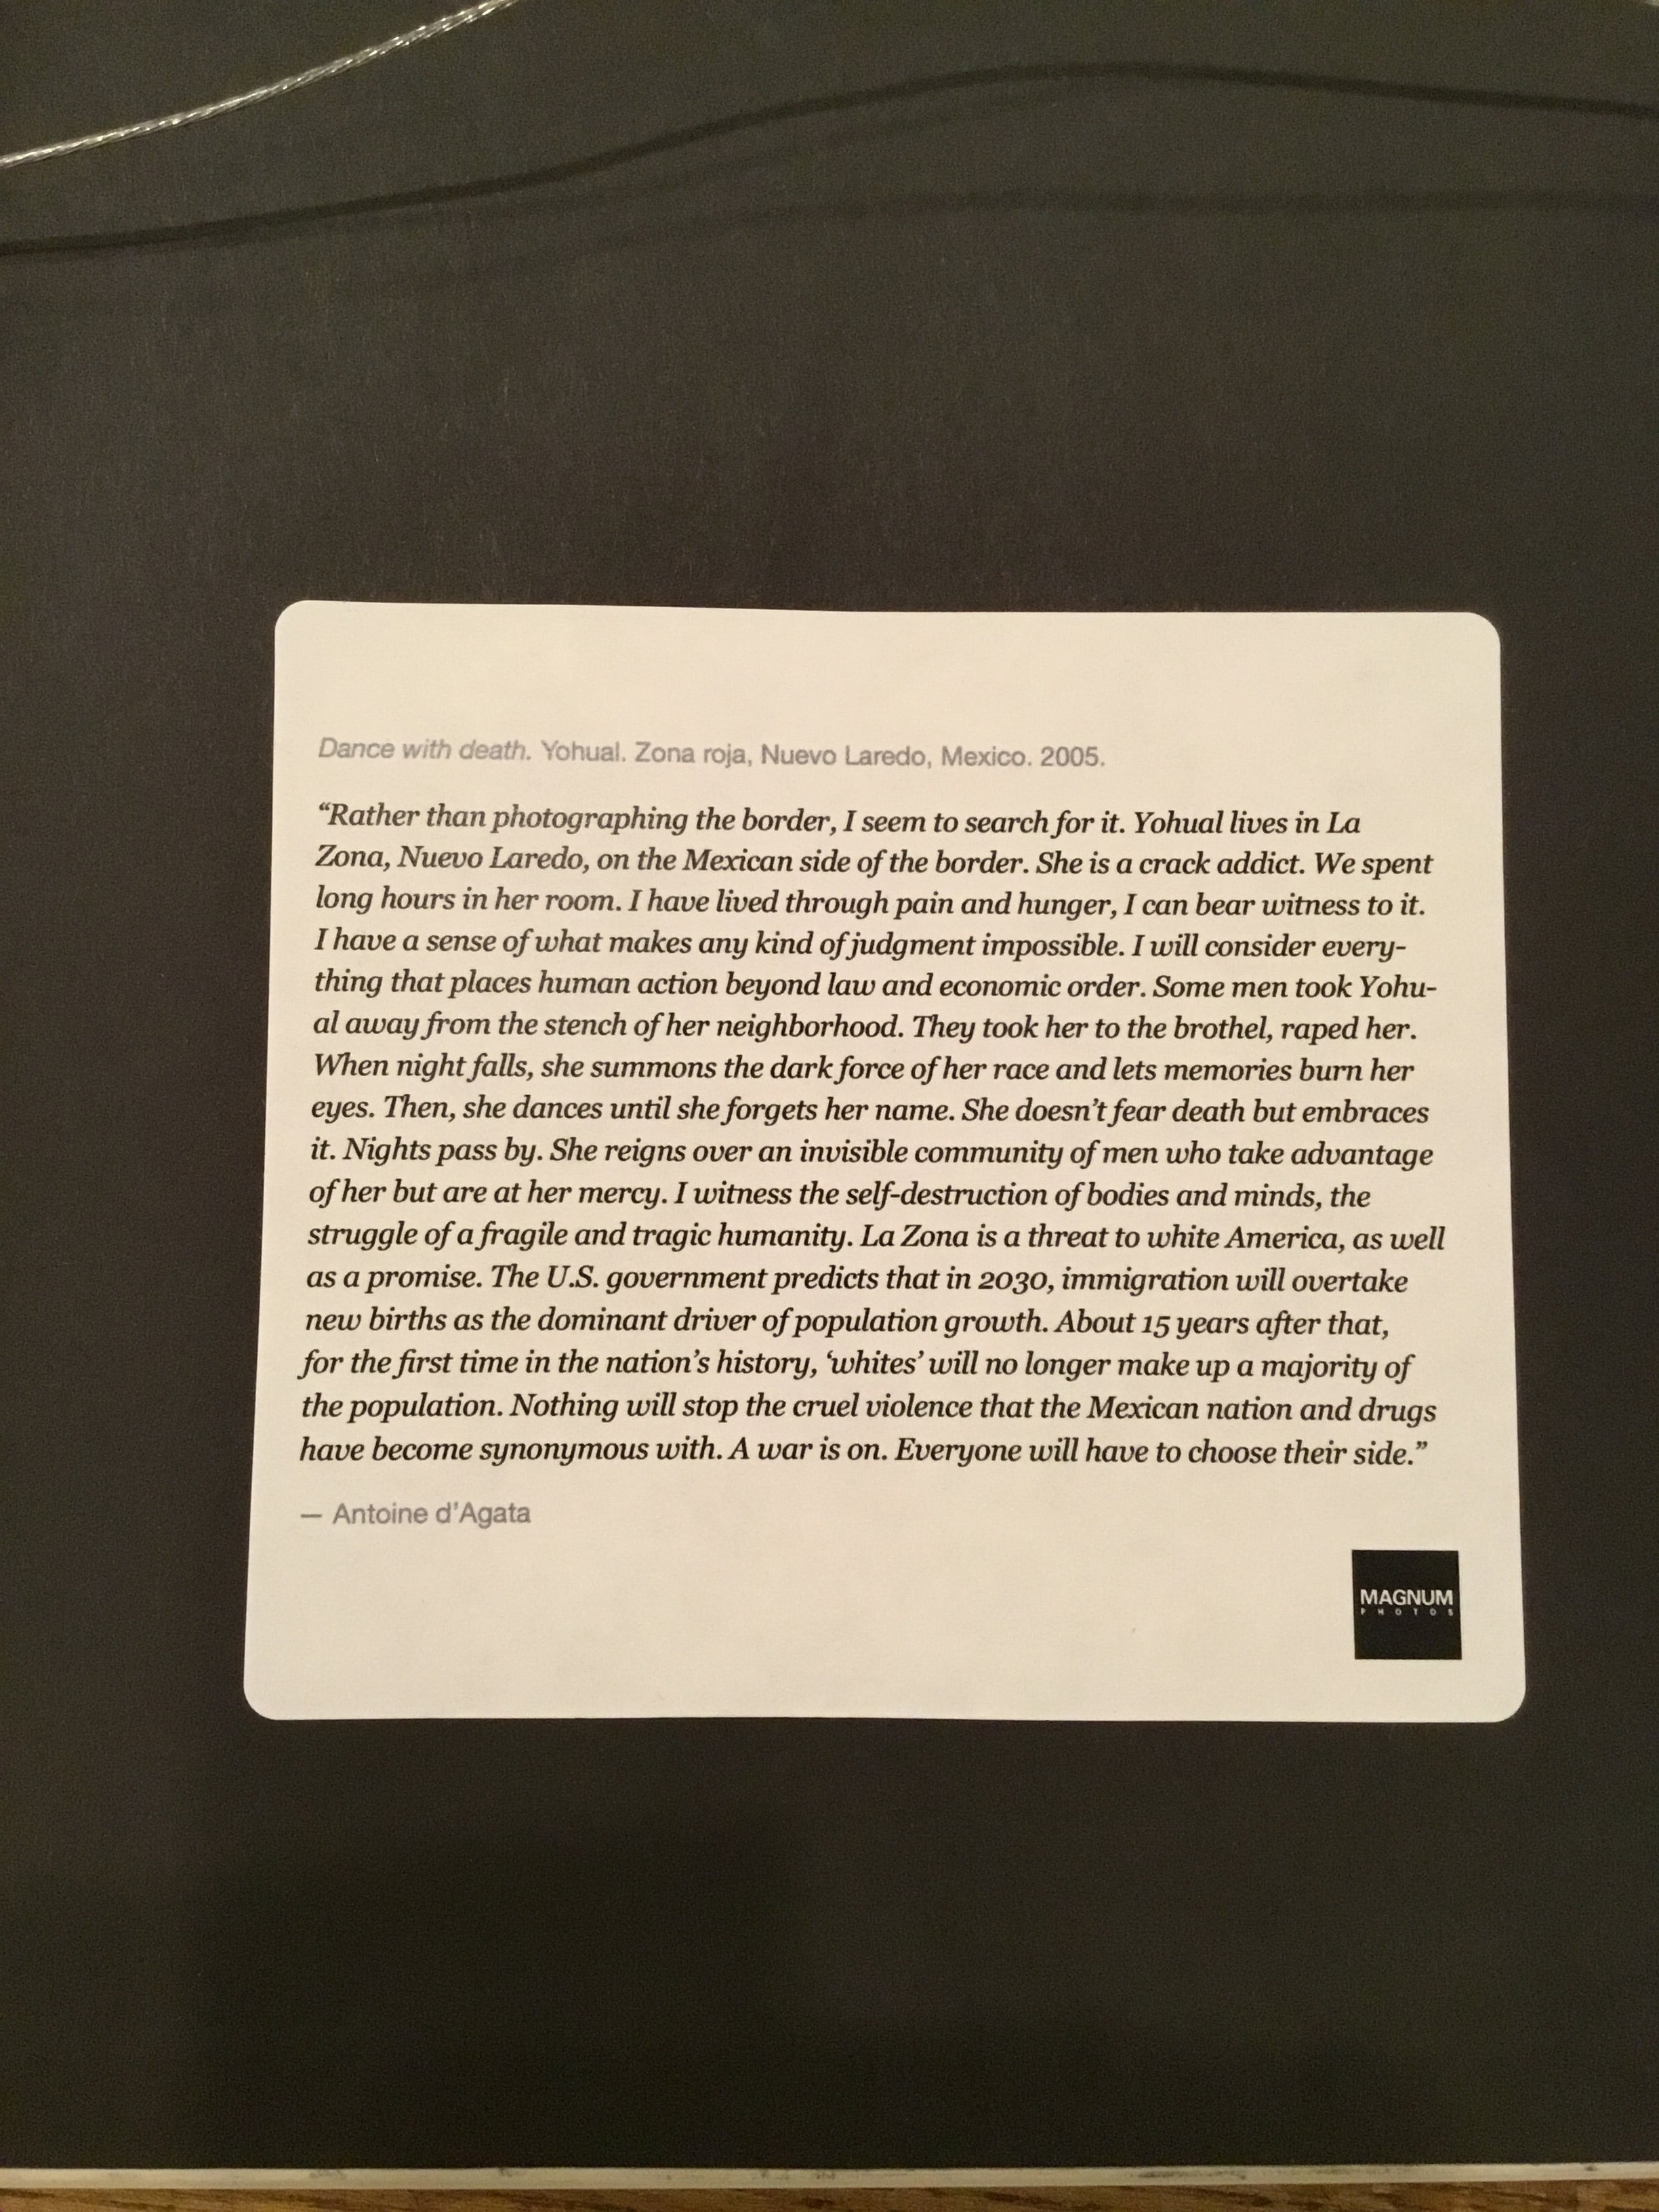 Dance with death. Yohual. Zona roja, Nuevo Laredo, Mexico. 2005.
“Rather than photographing the border, I seem to search for it. Yohual lives in La
Zona, Nuevo Laredo, on the Mexican side of the border. She is a crack addict. We spent
long hours in her room. I have lived through pain and hunger, I can bear witness to it.
I have a sense of what makes any kind of judgment impossible. I will consider every-
thing that places human action beyond law and economic order. Some men took Yohu-
al away from the stench of her neighborhood. They took her to the brothel, raped her.
When night falls, she summons the dark force of her race and lets memories burn her
eyes. Then, she dances until she forgets her name. She doesn’t fear death but embraces
it. Nights pass by. She reigns over an invisible community of men who take advantage
of her but are at her mercy. I witness the self-destruction of bodies and minds, the
struggle of a fragile and tragic humanity. La Zona is a threat to white America, as well
as a promise. The U.S. government predicts that in 2030, immigration will overtake
new births as the dominant driver of population growth. About 15 years after that,
for the first time in the nation’s history, ‘whites’ will no longer make up a majority of
the population. Nothing will stop the cruel violence that the Mexican nation and drugs
have become synonymous with. A war is on. Everyone will have to choose their side.”
— Antoine d’Agata
MAGNUM
PHOTOS